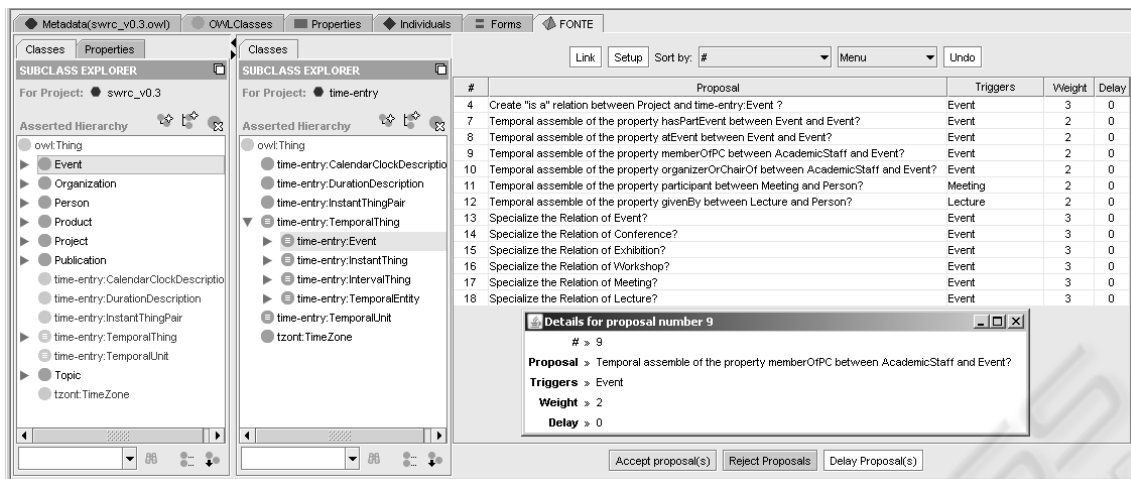 Metadata(swrc_v0.3.owl) OWLClasses Properties Individuals Forms FONTE
Classes Properties
SUBCLASS EXPLORER
For Project: swrc_v0.3
Asserted Hierarchy
owl:Thing
Event
Organization
Person
Product
Project
Publication
time-entry:CalendarClockDescriptio
time-entry:DurationDescription
time-entry:InstantThingPair
time-entry:TemporalThing
time-entry:TemporalUnit
Topic
tzont:TimeZone
Classes
SUBCLASS EXPLORER
For Project: time-entry
Asserted Hierarchy
owl:Thing
time-entry:CalendarClockDescriptio
time-entry:DurationDescription
time-entry:InstantThingPair
time-entry:TemporalThing
time-entry:Event
time-entry:InstantThing
time-entry:IntervalThing
time-entry:TemporalEntity
time-entry:TemporalUnit
tzont:TimeZone
Link Setup Sort by: # Menu Undo
# Proposal Triggers Weight Delay
4 Create "is a" relation between Project and time-entry:Event ? Event 3 0
7 Temporal assemble of the property hasPartEvent between Event and Event? Event 2 0
8 Temporal assemble of the property atEvent between Event and Event? Event 2 0
9 Temporal assemble of the property memberOfPC between AcademicStaff and Event? Event 2 0
10 Temporal assemble of the property organizerOrChairOf between AcademicStaff and Event? Event 2 0
11 Temporal assemble of the property participant between Meeting and Person? Meeting 2 0
12 Temporal assemble of the property givenBy between Lecture and Person? Lecture 2 0
13 Specialize the Relation of Event? Event 3 0
14 Specialize the Relation of Conference? Event 3 0
15 Specialize the Relation of Exhibition? Event 3 0
16 Specialize the Relation of Workshop? Event 3 0
17 Specialize the Relation of Meeting? Event 3 0
18 Specialize the Relation of Lecture? Event 3 0
Details for proposal number 9
# » 9
Proposal » Temporal assemble of the property memberOfPC between AcademicStaff and Event?
Triggers » Event
Weight » 2
Delay » 0
Accept proposal(s) Reject Proposals Delay Proposal(s)